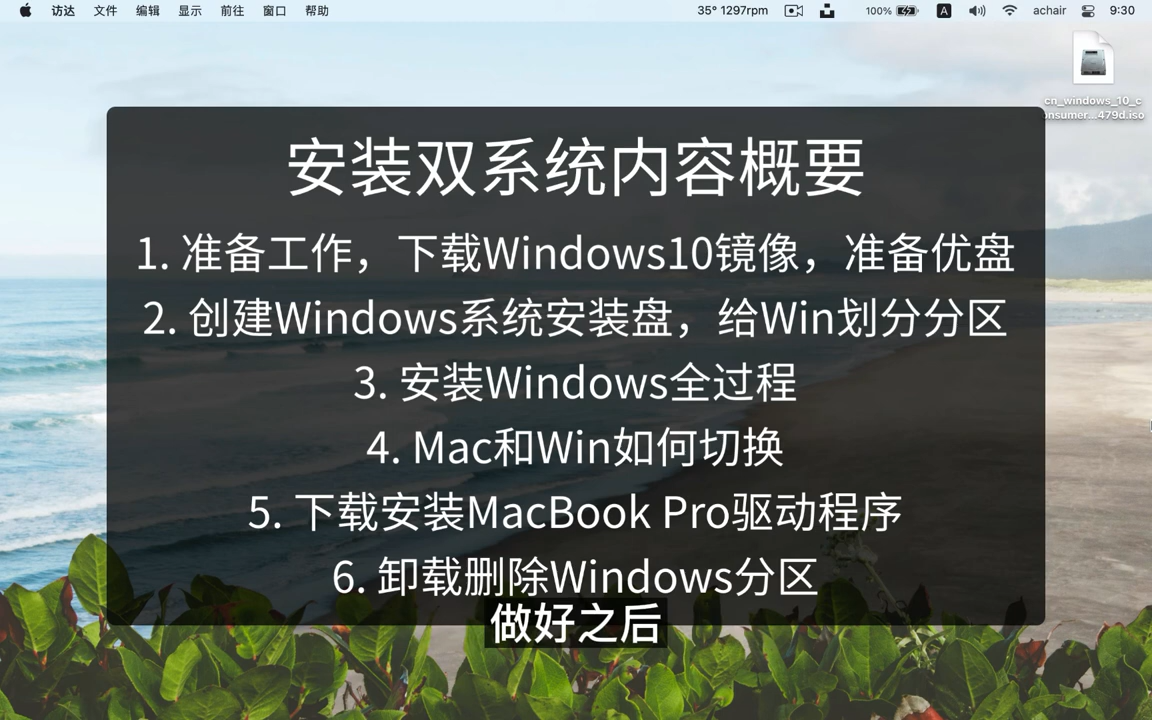 访达 文件 编辑 显示 前往 窗口 帮助 35° 1297rpm 100% A achair 9:30
cn_windows_10_c
onsumer...479d.iso
安装双系统内容概要
1. 准备工作，下载Windows10镜像，准备优盘
2. 创建Windows系统安装盘，给Win划分分区
3. 安装Windows全过程
4. Mac和Win如何切换
5. 下载安装MacBook Pro驱动程序
6. 卸载删除Windows分区
做好之后